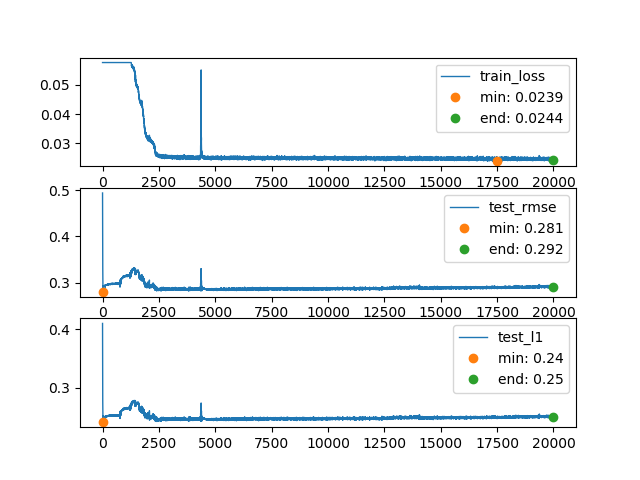 0.05
0.04
0.03
train_loss
min: 0.0239
end: 0.0244
0 2500 5000 7500 10000 12500 15000 17500 20000
0.5
0.4
0.3
test_rmse
min: 0.281
end: 0.292
0 2500 5000 7500 10000 12500 15000 17500 20000
0.4
0.3
test_l1
min: 0.24
end: 0.25
0 2500 5000 7500 10000 12500 15000 17500 20000